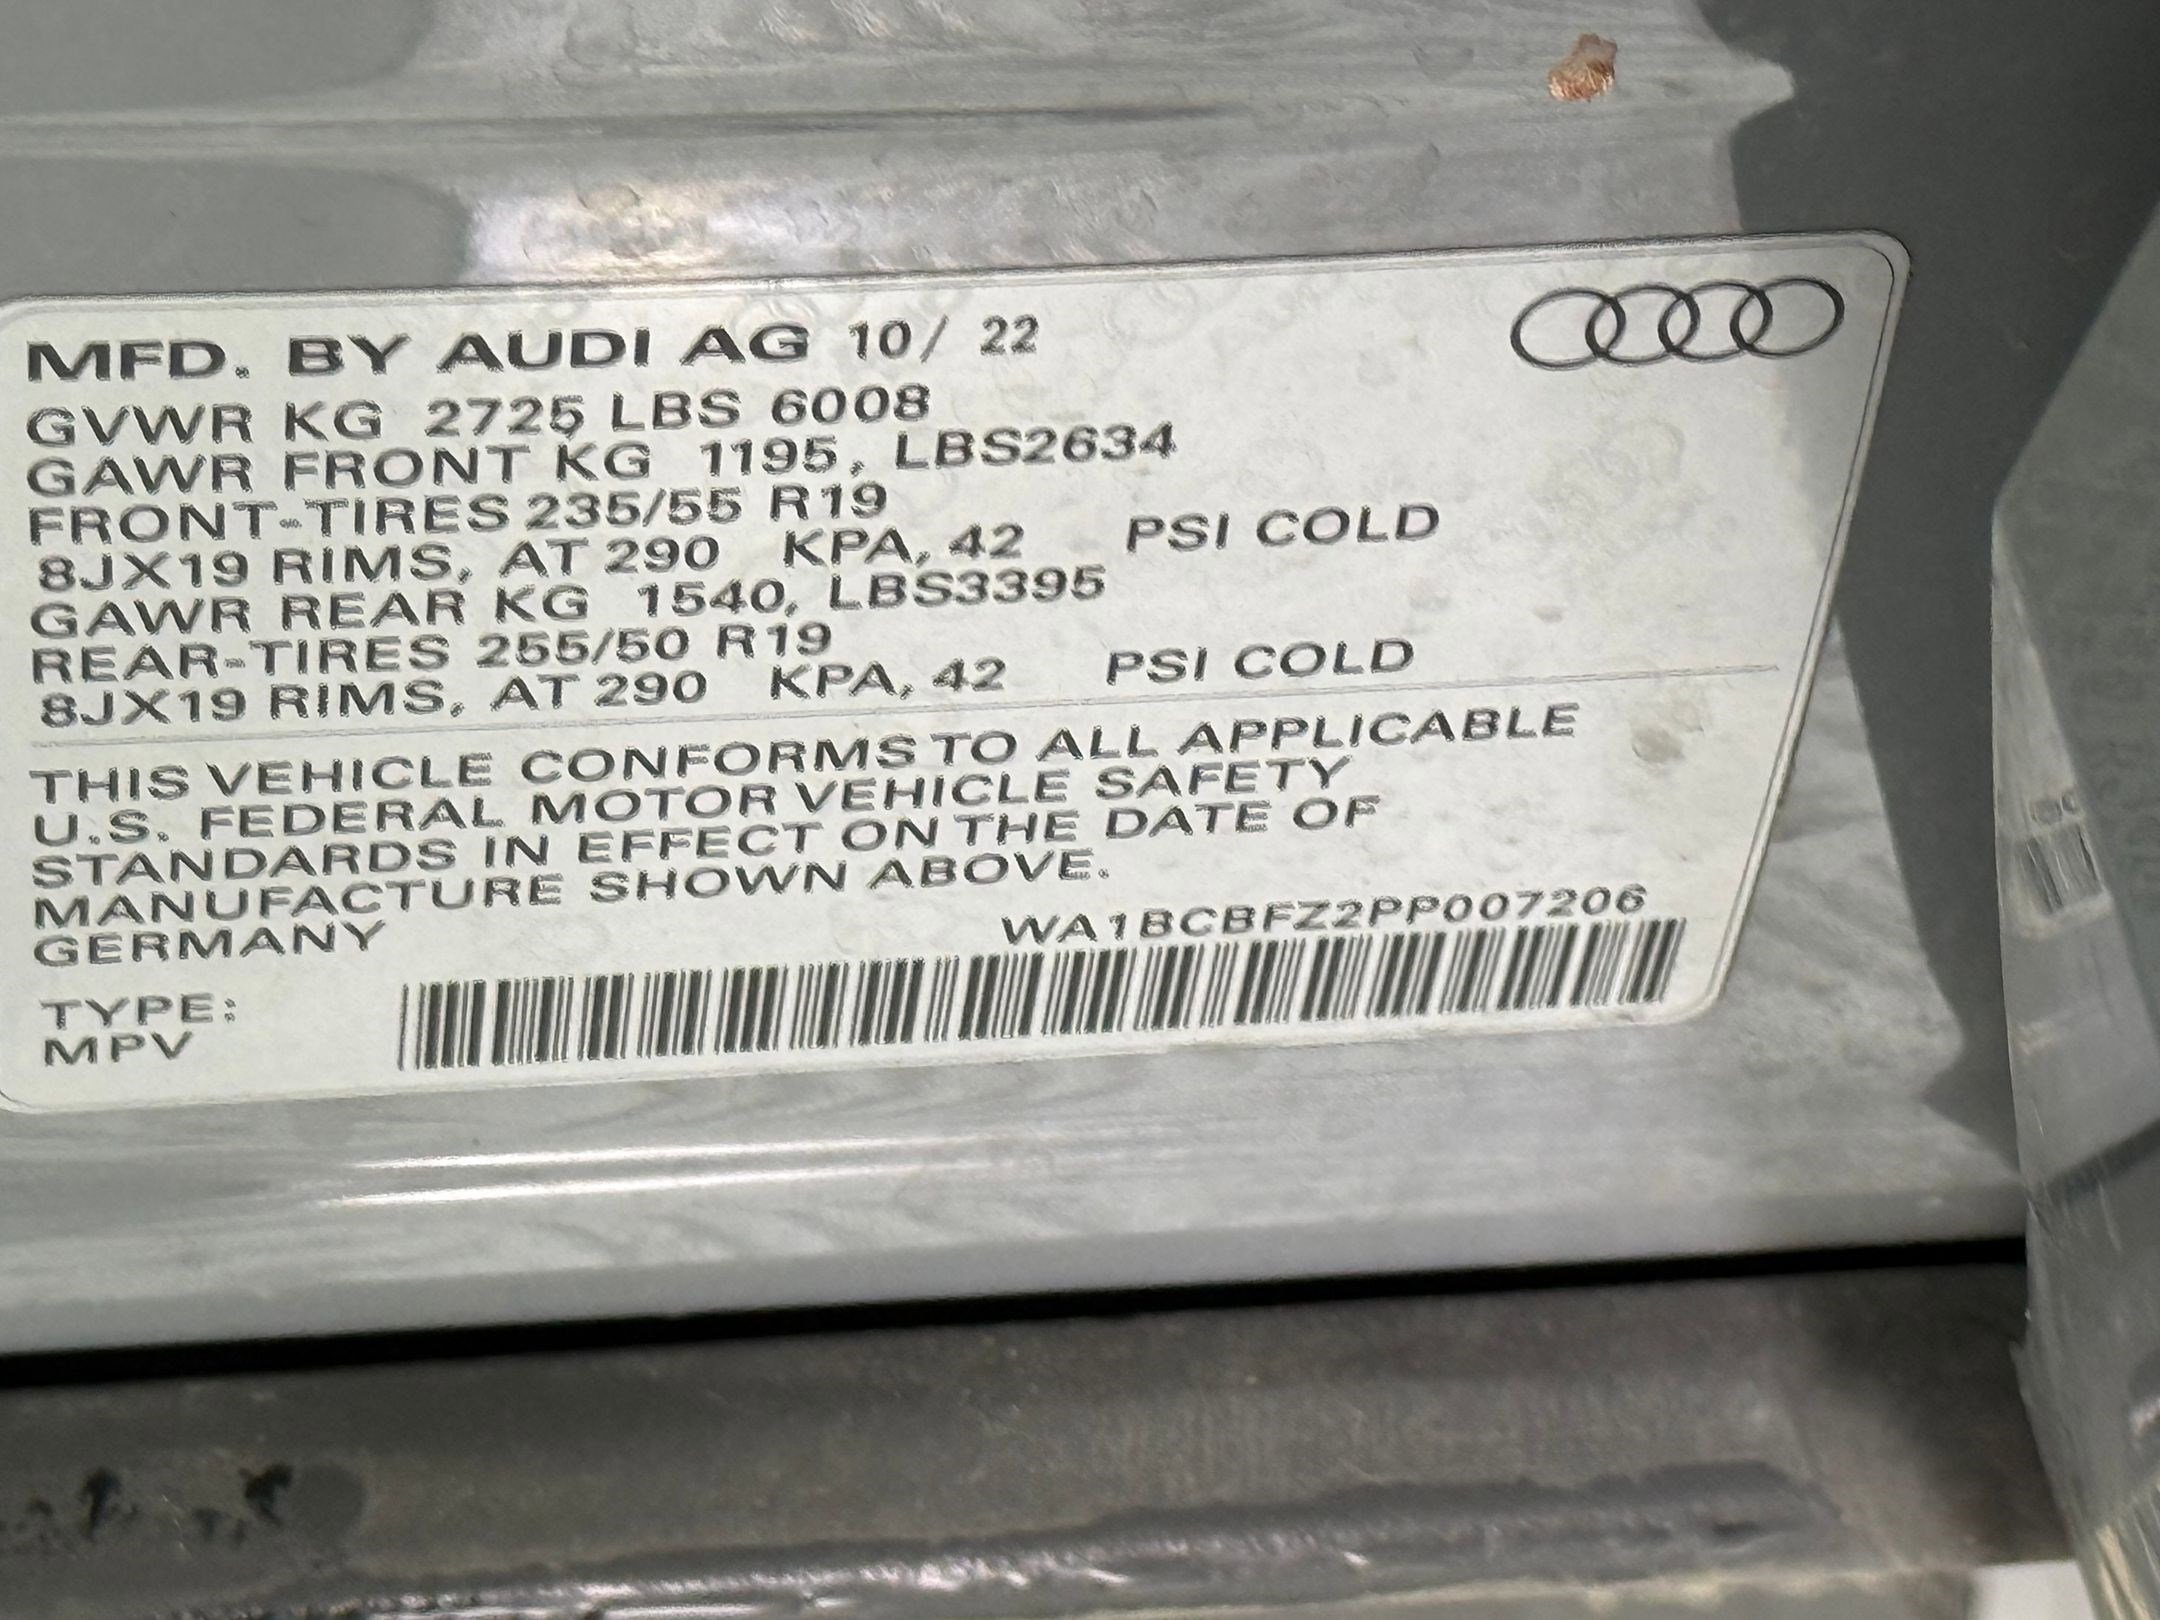 MFD. BY AUDI AG 10/ 22
GVWR KG 2725 LBS 6008
GAWR FRONT KG 1195, LBS2634
FRONT-TIRES 235/55 R19
8JX19 RIMS, AT 290 KPA, 42 PSI COLD
GAWR REAR KG 1540, LBS3395
REAR-TIRES 255/50 R19
8JX19 RIMS, AT 290 KPA, 42 PSI COLD
THIS VEHICLE CONFORMS TO ALL APPLICABLE
U.S. FEDERAL MOTOR VEHICLE SAFETY
STANDARDS IN EFFECT ON THE DATE OF
MANUFACTURE SHOWN ABOVE.
GERMANY WA1BCBFZ2PP007206
TYPE:
MPV